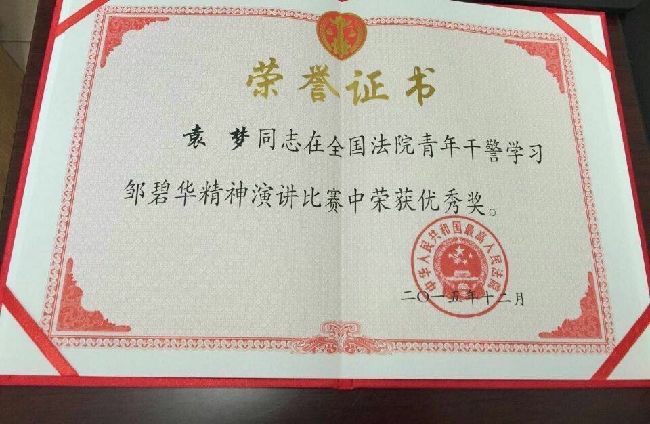 荣誉证书
袁梦同志在全国法院青年干警学习
邹碧华精神演讲比赛中荣获优秀奖。
中华人民共和国最高人民法院
二〇一五年十二月